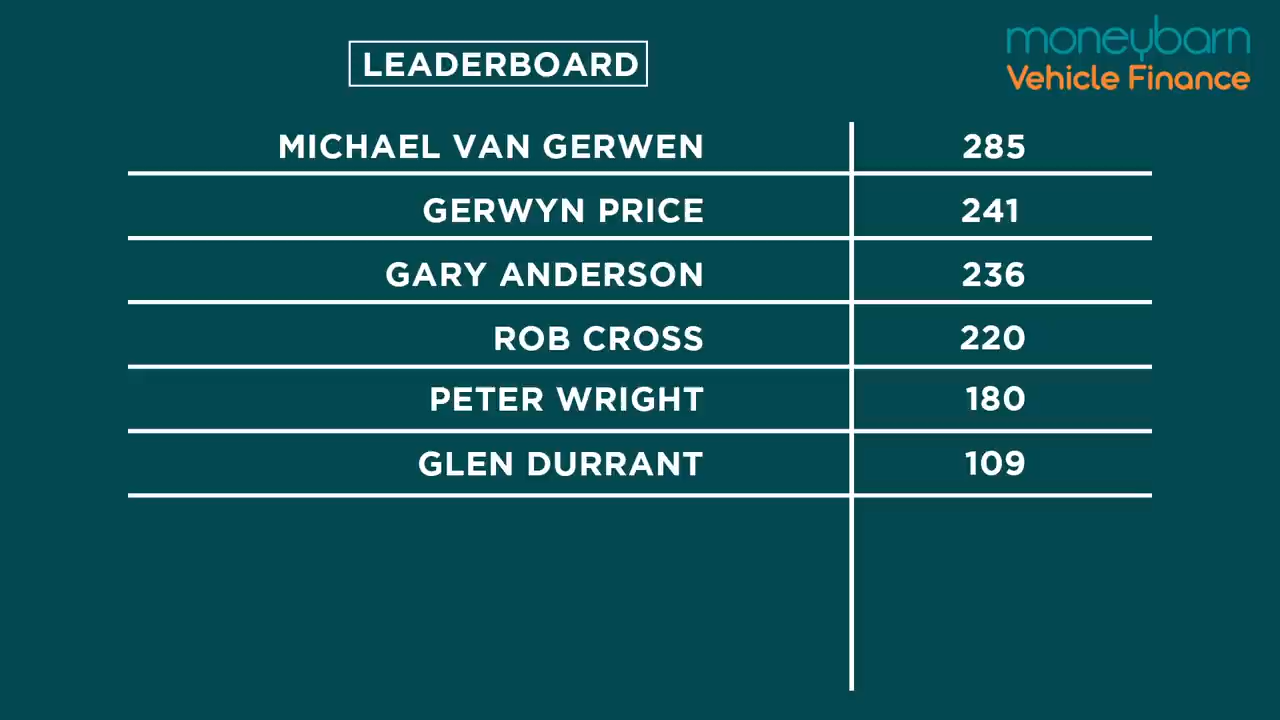 LEADERBOARD
moneybarn
Vehicle Finance
MICHAEL VAN GERWEN 285
GERWYN PRICE 241
GARY ANDERSON 236
ROB CROSS 220
PETER WRIGHT 180
GLEN DURRANT 109